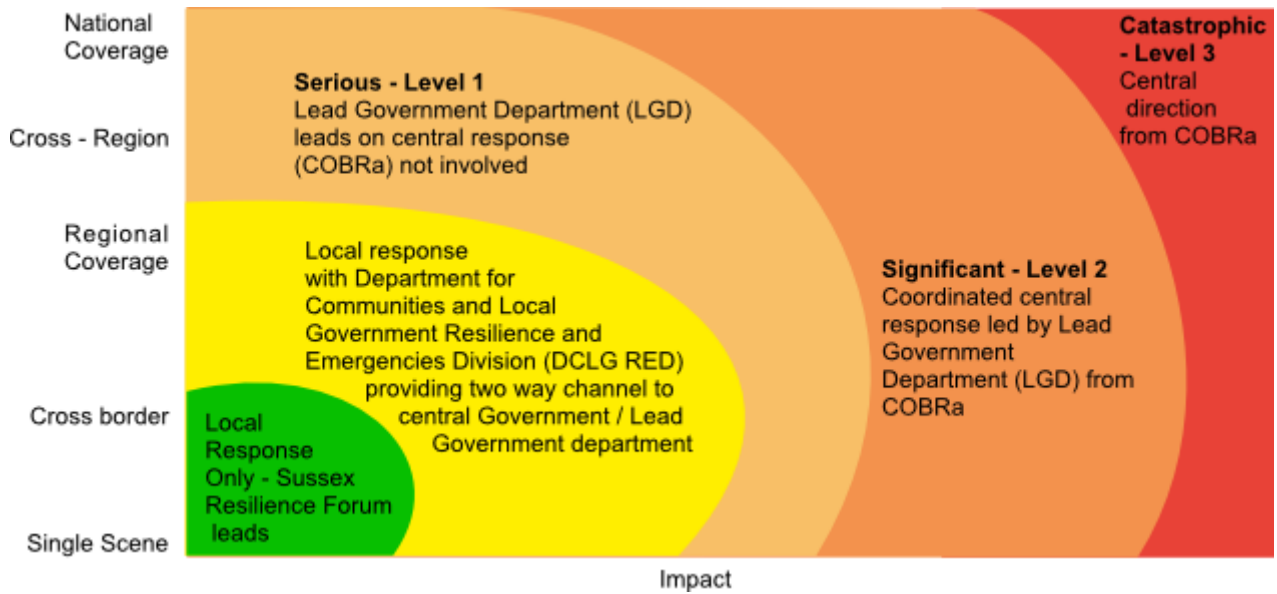 National
Coverage
Cross - Region
Regional
Coverage
Cross border
Single Scene
Serious - Level 1
Lead Government Department (LGD)
leads on central response
(COBRa) not involved
Catastrophic
- Level 3
Central
direction
from COBRa
Local response
with Department for
Communities and Local
Government Resilience and
Emergencies Division (DCLG RED)
providing two way channel to
central Government / Lead
Government department
Significant - Level 2
Coordinated central
response led by Lead
Government
Department (LGD) from
COBRa
Local
Response
Only - Sussex
Resilience Forum
leads
Impact